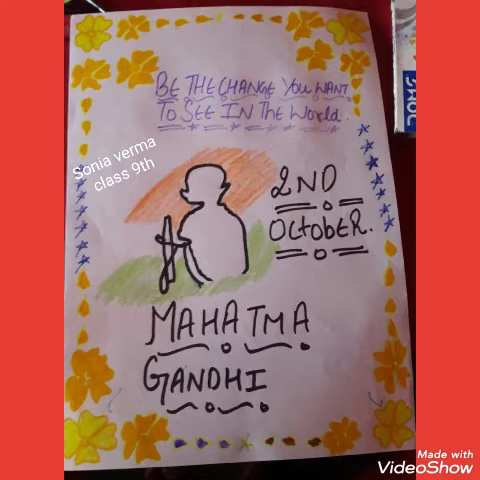 BE THE CHANGE YOU WANT
TO SEE IN The World.
Sonia verma
class 9th
2ND
OCTOBER.
MAHATMA
GANDHI
Made with
VideoShow